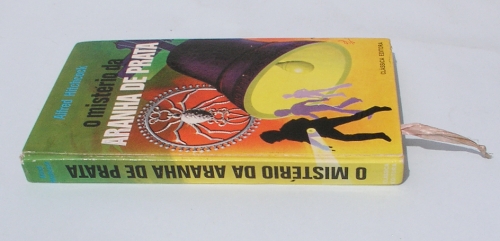 Alfred Hitchcock
o mistério da
ARANHA DE PRATA
CLÁSSICA EDITORA
O MISTÉRIO DA ARANHA DE PRATA